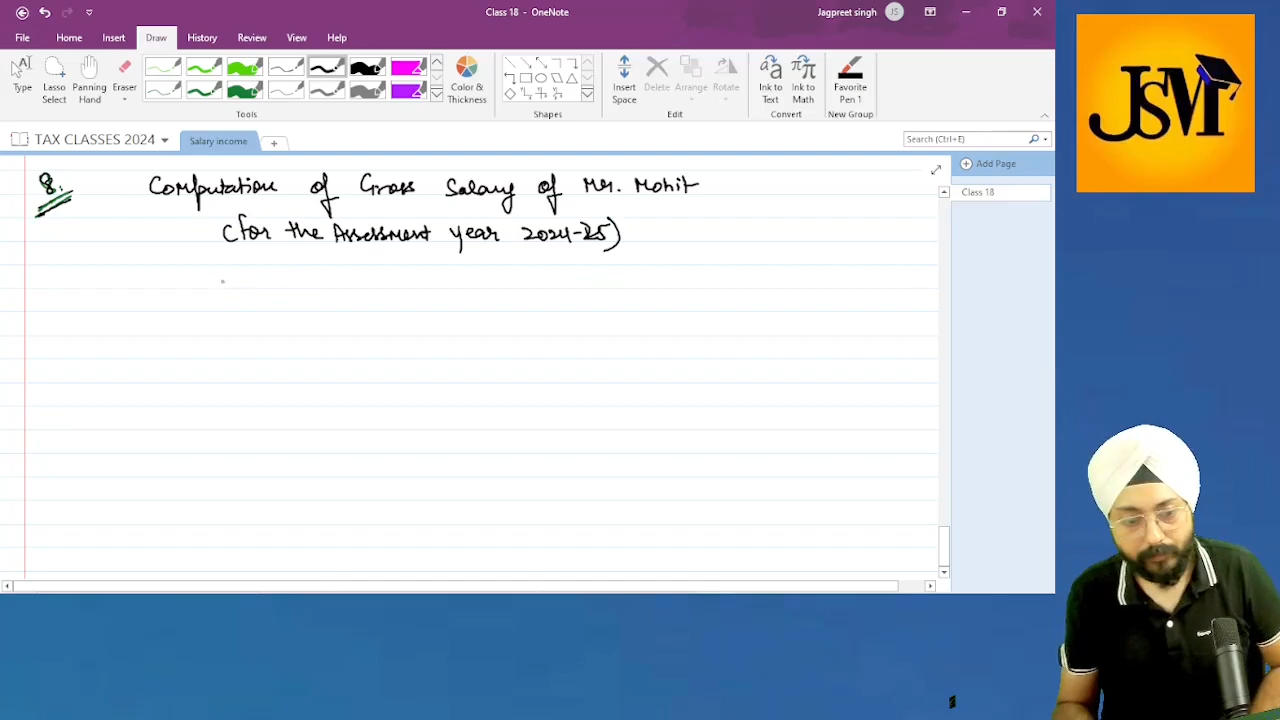 Class 18 - OneNote
Jagpreet singh JS
File Home Insert Draw History Review View Help
Type Lasso Select Panning Hand Eraser
Color & Thickness
Insert Space Delete Arrange Rotate
Ink to Text Ink to Math
Favorite Pen 1
Tools Shapes Edit Convert New Group
TAX CLASSES 2024 Salary income
Search (Ctrl+E)
Add Page
Class 18
8. Computation of Gross Salary of Mr. Mohit
(for the Assessment year 2024-25)
JSM